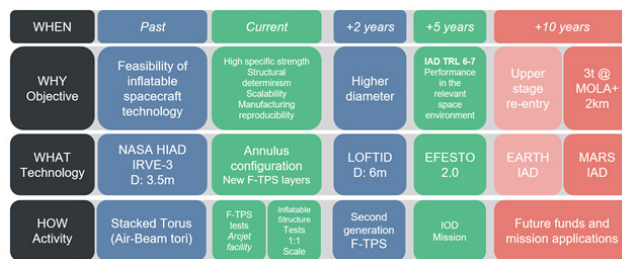 WHEN
Past
Current
+2 years
+5 years
+10 years
WHY
Objective
Feasibility of
inflatable
spacecraft
technology
High specific strength
Structural
determinism
Scalability
Manufacturing
reproducibility
Higher
diameter
IAD TRL 6-7
Performance in
the relevant
space
environment
Upper
stage
re-entry
3t @
MOLA+
2km
WHAT
Technology
NASA HIAD
IRVE-3
D: 3.5m
Annulus
configuration
New F-TPS layers
LOFTID
D: 6m
EFESTO
2.0
EARTH
IAD
MARS
IAD
HOW
Activity
Stacked Torus
(Air-Beam tori)
F-TPS
tests
Arcjet
facility
Inflatable
Structure
Tests
1:1
Scale
Second
generation
F-TPS
IOD
Mission
Future funds and
mission applications